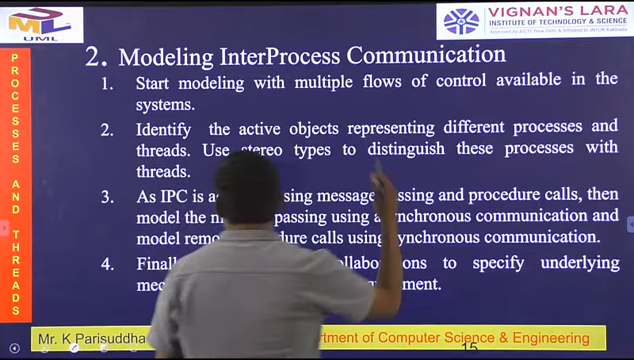 UML
VIGNAN'S LARA
INSTITUTE OF TECHNOLOGY & SCIENCE
PROCESSES AND THREADS
2. Modeling InterProcess Communication
1. Start modeling with multiple flows of control available in the
systems.
2. Identify the active objects representing different processes and
threads. Use stereo types to distinguish these processes with
threads.
3. As IPC is a sing message assing and procedure calls, then
model the m passing using a nchronous communication and
model remo dure calls using synchronous communication.
4. Finall ollaborations to specify underlying
mec ment.
Mr. K Parisuddha rtment of Computer Science & Engineering
15